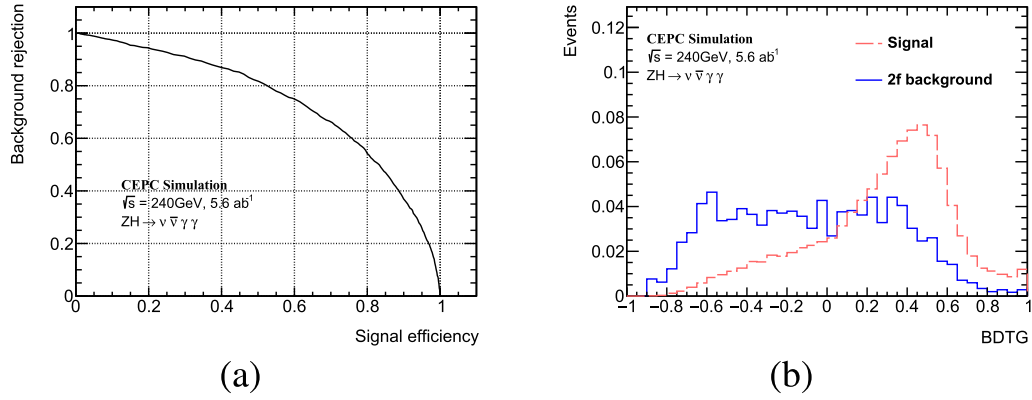 Background rejection
1
0.8
0.6
0.4
0.2
0
CEPC Simulation
√s = 240GeV, 5.6 ab⁻¹
ZH → ν ν̅ γ γ
0 0.2 0.4 0.6 0.8 1
Signal efficiency
(a)
Events
0.12
0.1
0.08
0.06
0.04
0.02
0
CEPC Simulation
√s = 240GeV, 5.6 ab⁻¹
ZH → ν ν̅ γ γ
Signal
2f background
−1 −0.8 −0.6 −0.4 −0.2 0 0.2 0.4 0.6 0.8 1
BDTG
(b)